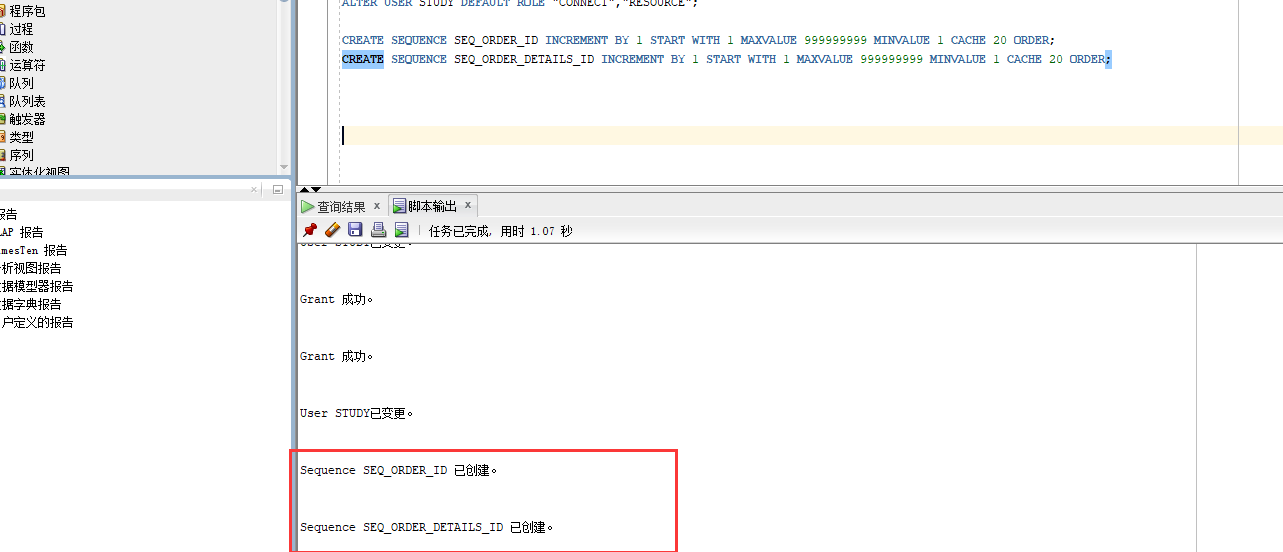 程序包
过程
函数
运算符
队列
队列表
触发器
类型
序列
实体化视图
报告
LAP 报告
mesTen 报告
析视图报告
据模型器报告
据字典报告
户定义的报告
ALTER USER STUDY DEFAULT ROLE "CONNECT","RESOURCE";
CREATE SEQUENCE SEQ_ORDER_ID INCREMENT BY 1 START WITH 1 MAXVALUE 999999999 MINVALUE 1 CACHE 20 ORDER;
CREATE SEQUENCE SEQ_ORDER_DETAILS_ID INCREMENT BY 1 START WITH 1 MAXVALUE 999999999 MINVALUE 1 CACHE 20 ORDER;
查询结果 x 脚本输出 x
任务已完成, 用时 1.07 秒
User STUDY已变更。
Grant 成功。
Grant 成功。
User STUDY已变更。
Sequence SEQ_ORDER_ID 已创建。
Sequence SEQ_ORDER_DETAILS_ID 已创建。